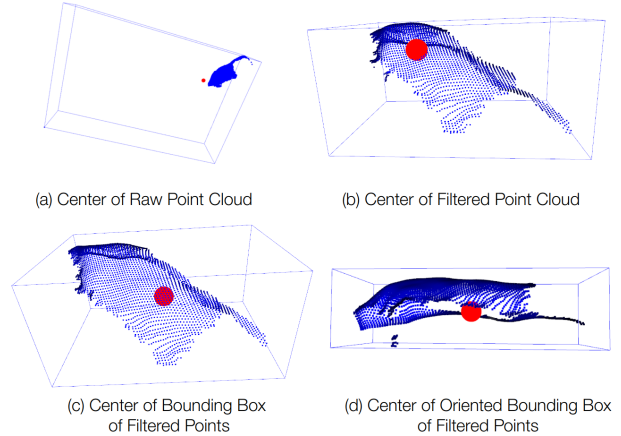 (a) Center of Raw Point Cloud
(b) Center of Filtered Point Cloud
(c) Center of Bounding Box
of Filtered Points
(d) Center of Oriented Bounding Box
of Filtered Points